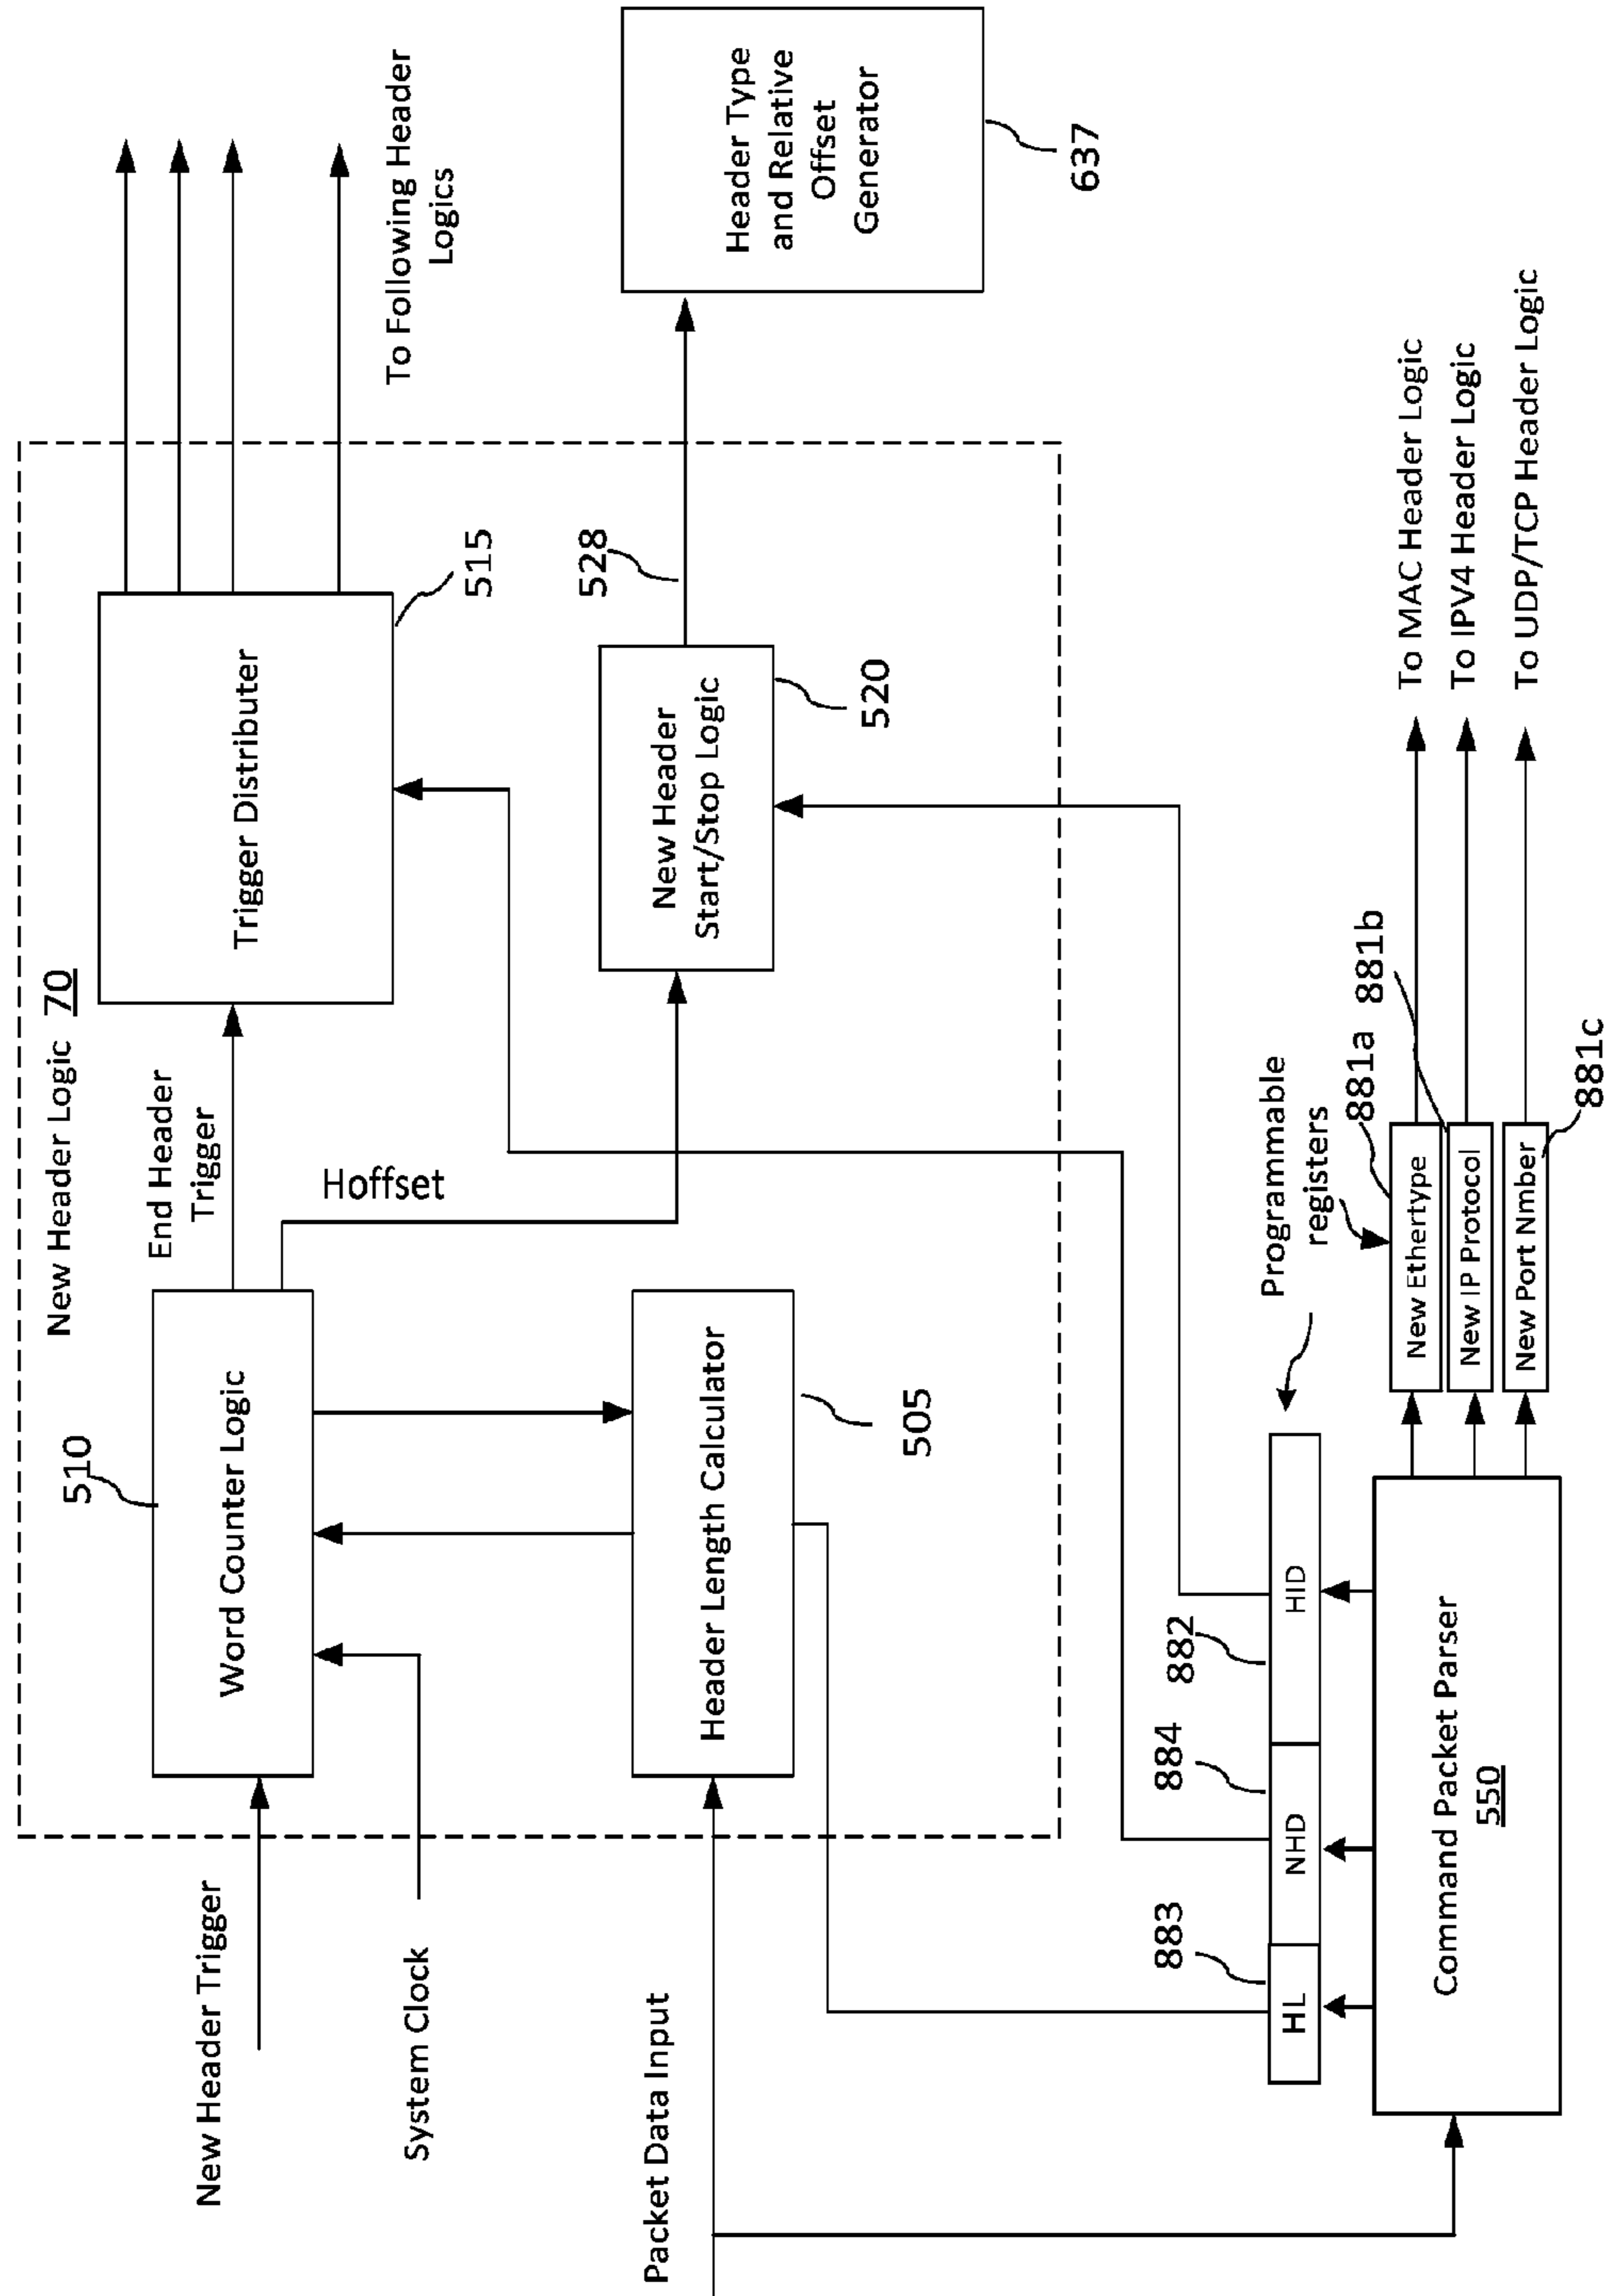 New Header Logic 70
New Header Trigger
System Clock
Packet Data Input
510
Word Counter Logic
End Header
Trigger
Hoffset
Trigger Distributer
515
To Following Header
Logics
Header Length Calculator
505
New Header
Start/Stop Logic
520
528
Header Type
and Relative
Offset
Generator
637
883
884
882
HL
NHD
HID
Programmable
registers
881a
881b
881c
New Ethertype
New IP Protocol
New Port Nmber
To MAC Header Logic
To IPV4 Header Logic
To UDP/TCP Header Logic
Command Packet Parser
550